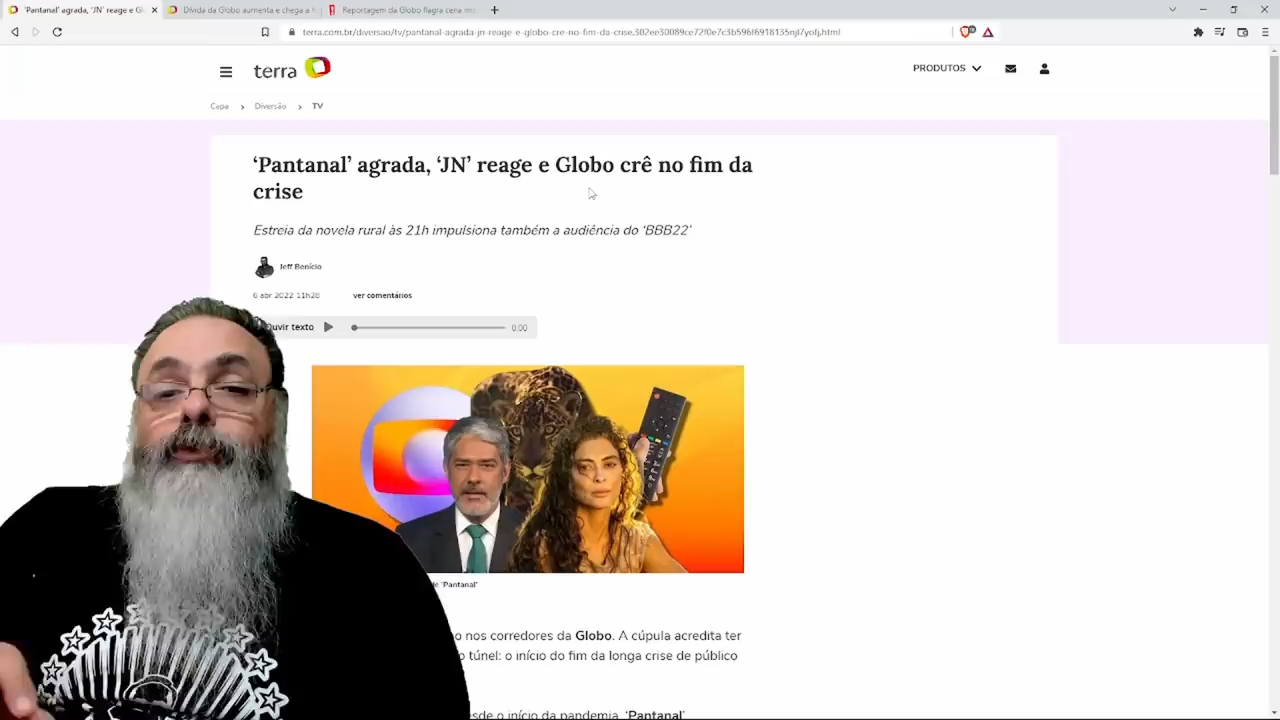 'Pantanal' agrada, 'JN' reage e Gl
Dívida da Globo aumenta e chega a
Reportagem da Globo flagra cena
terra.com.br/diversao/tv/pantanal-agrada-jn-reage-e-globo-cre-no-fim-da-crise,302ee30089ce72f0e7c3b596f6918135njl7yofj.html
terra
PRODUTOS
Capa > Diversão > TV
‘Pantanal’ agrada, ‘JN’ reage e Globo crê no fim da
crise
Estreia da novela rural às 21h impulsiona também a audiência do ‘BBB22’
Jeff Benício
6 abr 2022 11h28 ver comentários
Ouvir texto 0:00
de 'Pantanal'
o nos corredores da Globo. A cúpula acredita ter
o túnel: o início do fim da longa crise de público
esde o início da pandemia, 'Pantanal'